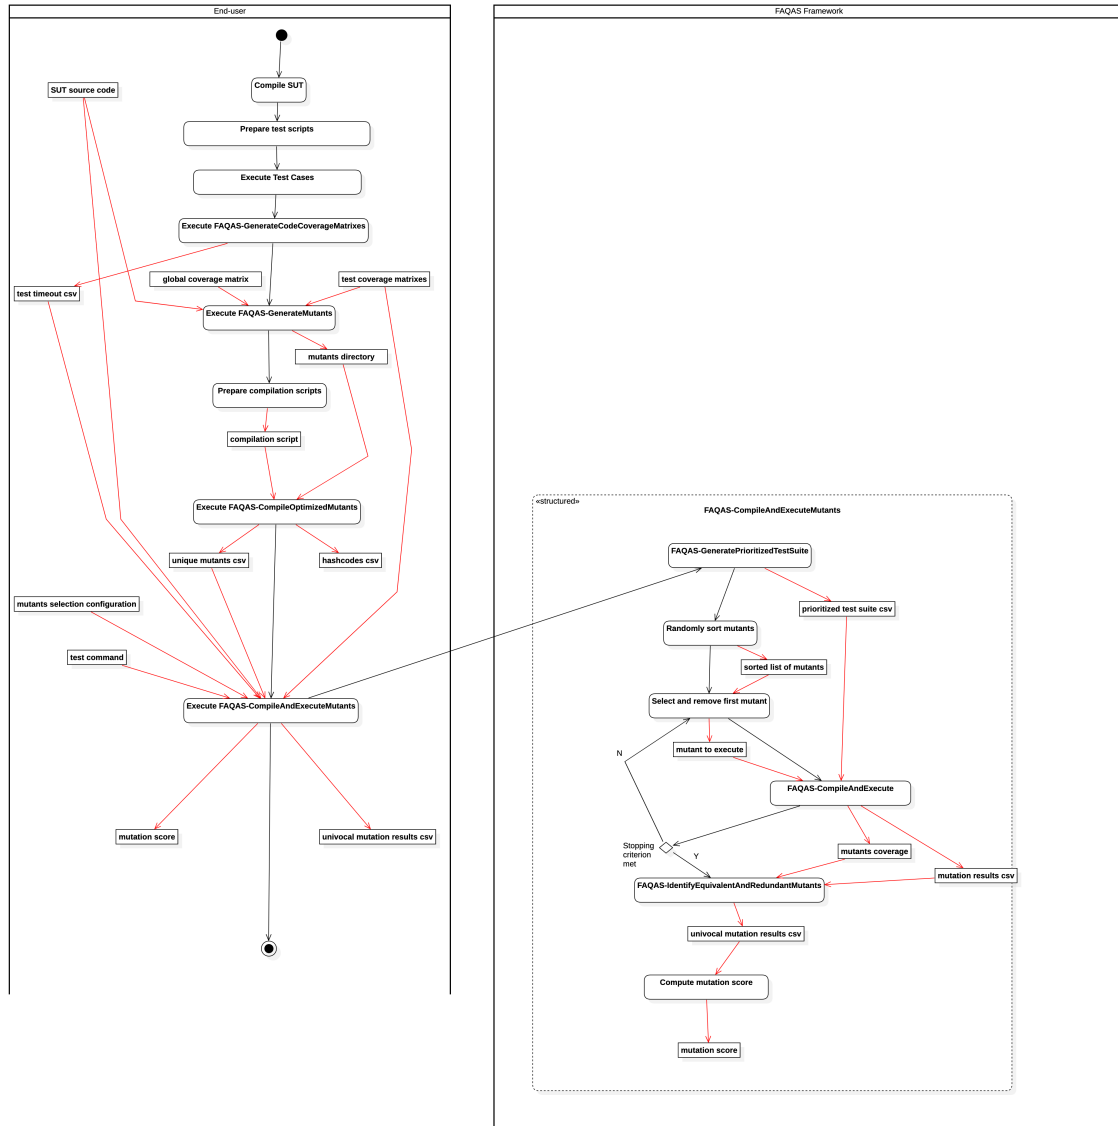 End-user
SUT source code
Compile SUT
Prepare test scripts
Execute Test Cases
Execute FAQAS-GenerateCodeCoverageMatrixes
test timeout csv
global coverage matrix
test coverage matrixes
Execute FAQAS-GenerateMutants
mutants directory
Prepare compilation scripts
compilation script
Execute FAQAS-CompileOptimizedMutants
unique mutants csv
hashcodes csv
mutants selection configuration
test command
Execute FAQAS-CompileAndExecuteMutants
mutation score
univocal mutation results csv
FAQAS Framework
«structured»
FAQAS-CompileAndExecuteMutants
FAQAS-GeneratePrioritizedTestSuite
prioritized test suite csv
Randomly sort mutants
sorted list of mutants
Select and remove first mutant
mutant to execute
N
FAQAS-CompileAndExecute
Stopping
criterion
met
Y
mutants coverage
mutation results csv
FAQAS-IdentifyEquivalentAndRedundantMutants
univocal mutation results csv
Compute mutation score
mutation score